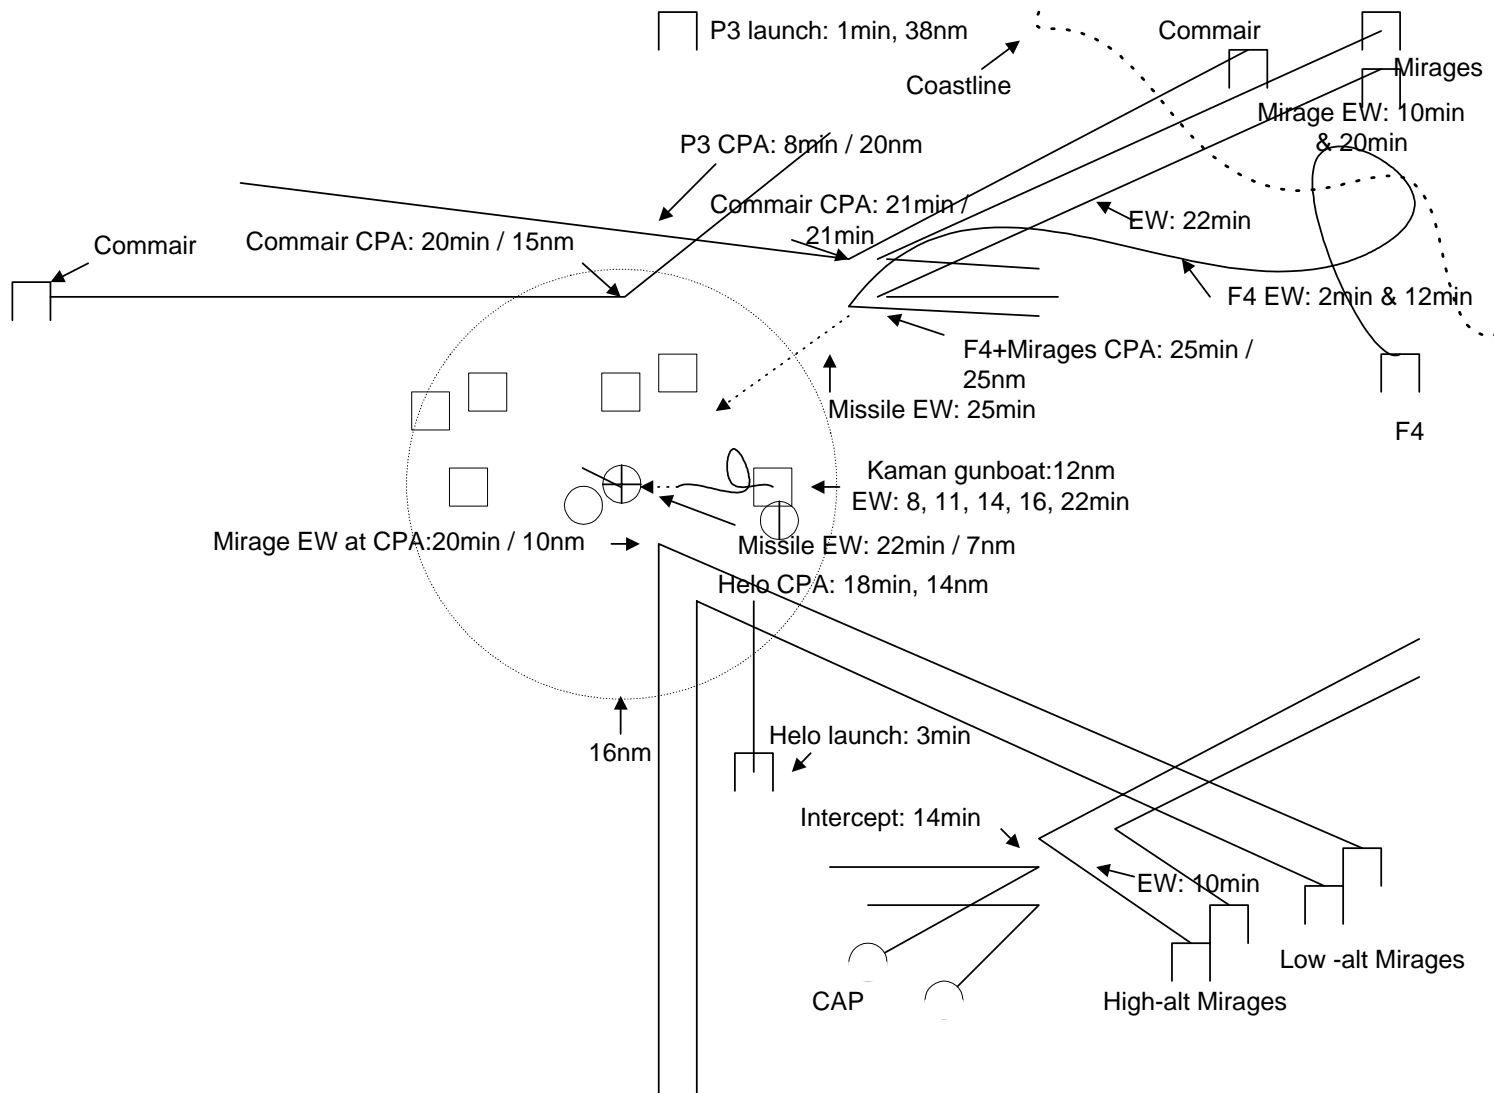 P3 launch: 1min, 38nm
Commair
Coastline
Mirages
Mirage EW: 10min
& 20min
P3 CPA: 8min / 20nm
Commair CPA: 21min /
21min
EW: 22min
Commair
Commair CPA: 20min / 15nm
F4 EW: 2min & 12min
F4+Mirages CPA: 25min /
25nm
Missile EW: 25min
F4
Kaman gunboat:12nm
EW: 8, 11, 14, 16, 22min
Mirage EW at CPA:20min / 10nm
Missile EW: 22min / 7nm
Helo CPA: 18min, 14nm
Helo launch: 3min
16nm
Intercept: 14min
EW: 10min
Low -alt Mirages
CAP
High-alt Mirages